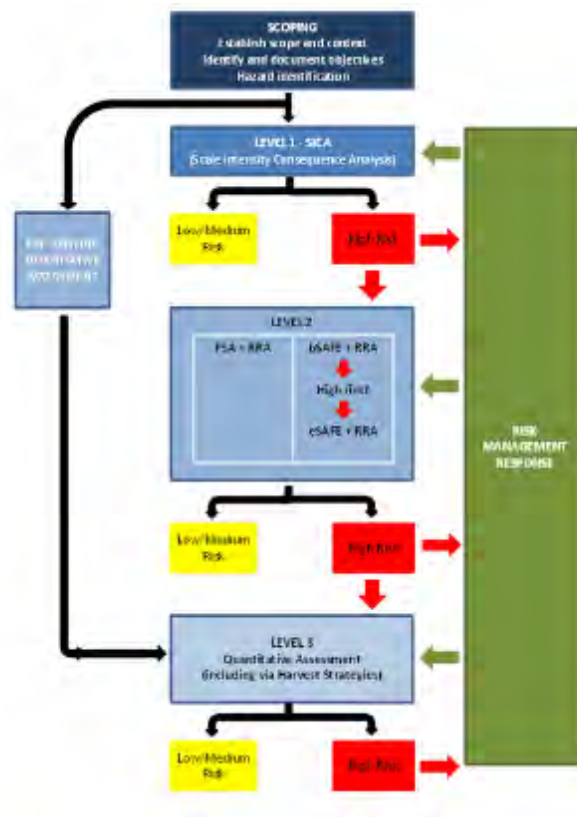 SCOPING
Establish scope and context
Identify and document objectives
Hazard identification
LEVEL 1 - SICA
(Scale Intensity Consequence Analysis)
Low/Medium
Risk
High Risk
QUANTITATIVE
ASSESSMENT
LEVEL 2
PSA + RRA
bSAFE + RRA
High Risk
eSAFE + RRA
RISK
MANAGEMENT
RESPONSE
Low/Medium
Risk
High Risk
LEVEL 3
Quantitative Assessment
(including via Harvest Strategies)
Low/Medium
Risk
High Risk